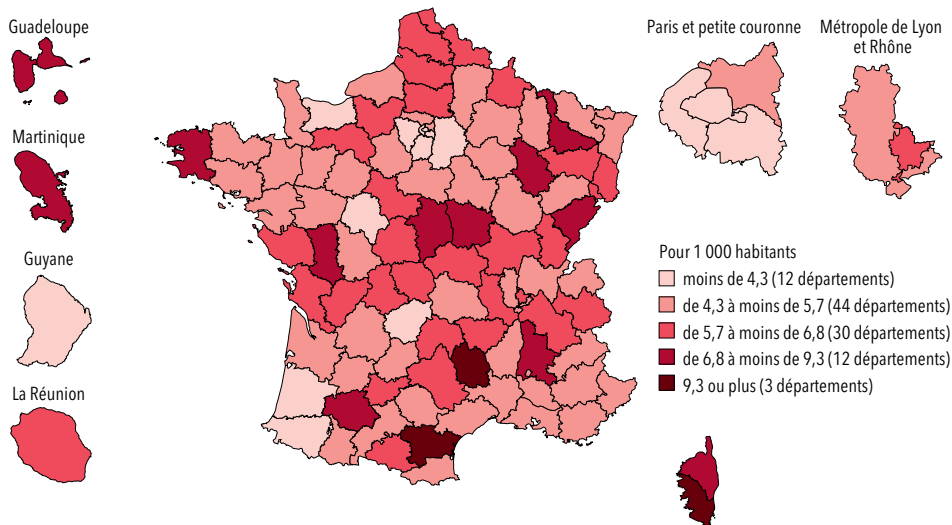 Guadeloupe
Martinique
Guyane
La Réunion
Paris et petite couronne
Métropole de Lyon
et Rhône
Pour 1 000 habitants
moins de 4,3 (12 départements)
de 4,3 à moins de 5,7 (44 départements)
de 5,7 à moins de 6,8 (30 départements)
de 6,8 à moins de 9,3 (12 départements)
9,3 ou plus (3 départements)